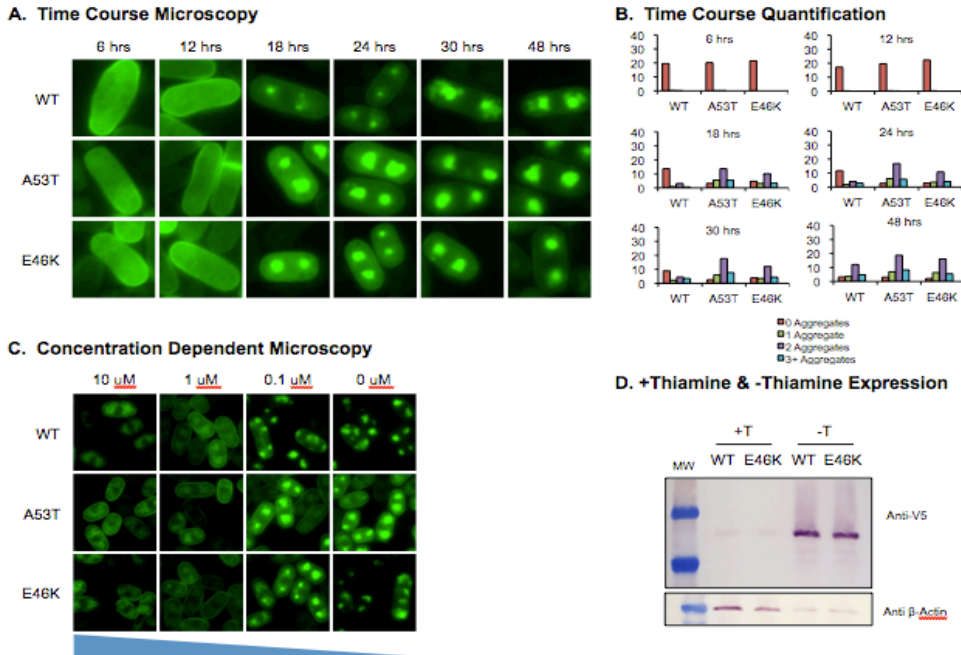 A. Time Course Microscopy
6 hrs 12 hrs 18 hrs 24 hrs 30 hrs 48 hrs
WT
A53T
E46K
B. Time Course Quantification
6 hrs 12 hrs
40 40
30 30
20 20
10 10
0 0
WT A53T E46K WT A53T E46K
18 hrs 24 hrs
40 40
30 30
20 20
10 10
0 0
WT A53T E46K WT A53T E46K
30 hrs 48 hrs
40 40
30 30
20 20
10 10
0 0
WT A53T E46K WT A53T E46K
0 Aggregates
1 Aggregate
2 Aggregates
3+ Aggregates
C. Concentration Dependent Microscopy
10 uM 1 uM 0.1 uM 0 uM
WT
A53T
E46K
D. +Thiamine & -Thiamine Expression
+T -T
MW WT E46K WT E46K
Anti-V5
Anti β-Actin